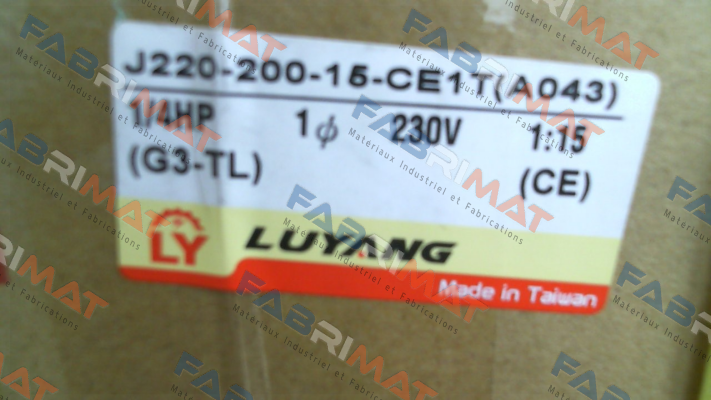 J220-200-15-CE1T(A043)
1/4HP 1φ 230V 1:15
(G3-TL) (CE)
LY LUYANG
Made in Taiwan
FABRIMAT
Matériaux Industriel et Fabrications